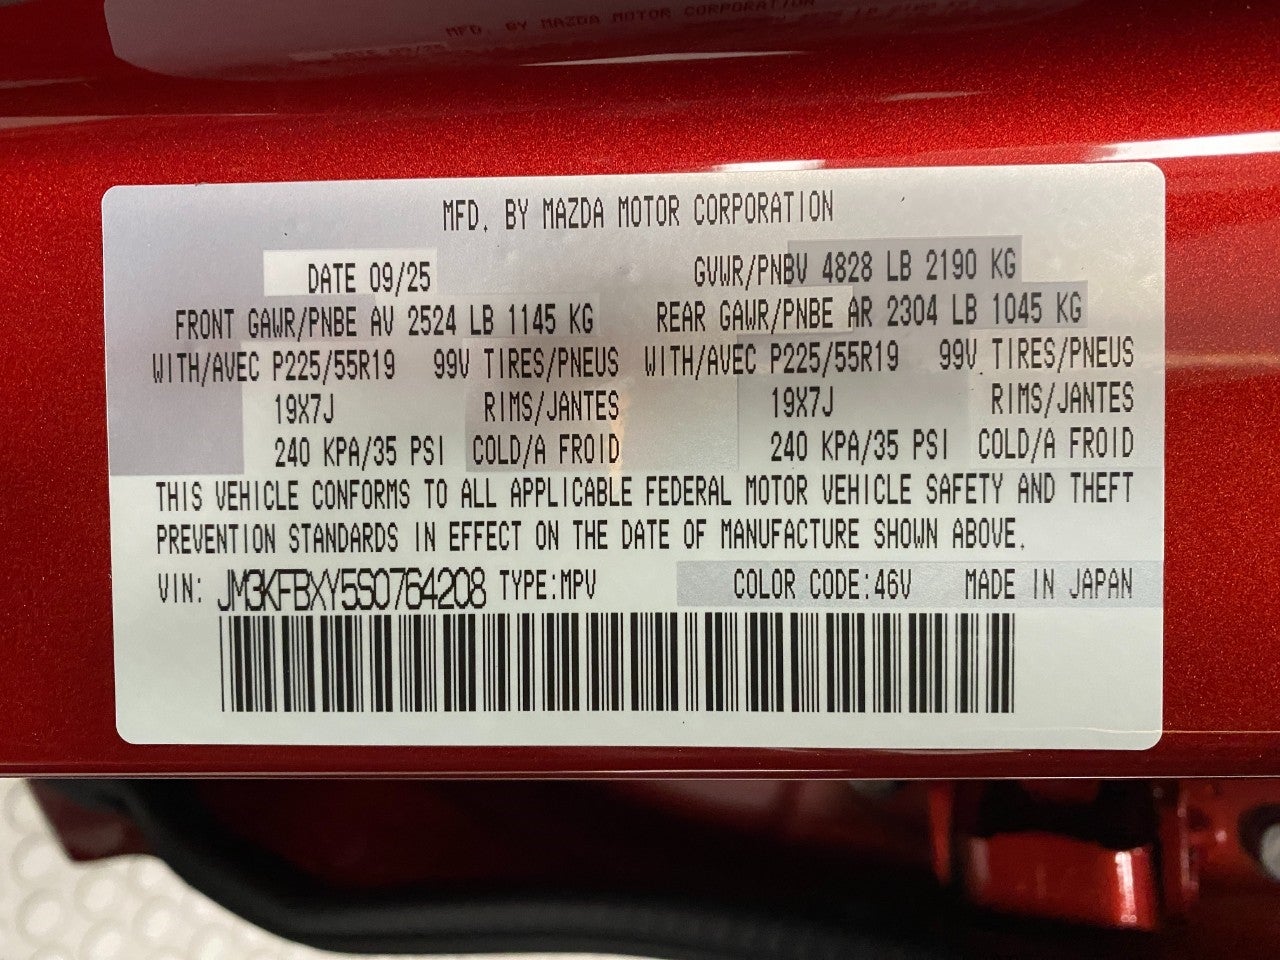 MFD. BY MAZDA MOTOR CORPORATION
MFD. BY MAZDA MOTOR CORPORATION
DATE 09/25 GVWR/PNBV 4828 LB 2190 KG
FRONT GAWR/PNBE AV 2524 LB 1145 KG REAR GAWR/PNBE AR 2304 LB 1045 KG
WITH/AVEC P225/55R19 99V TIRES/PNEUS WITH/AVEC P225/55R19 99V TIRES/PNEUS
19X7J RIMS/JANTES 19X7J RIMS/JANTES
240 KPA/35 PSI COLD/A FROID 240 KPA/35 PSI COLD/A FROID
THIS VEHICLE CONFORMS TO ALL APPLICABLE FEDERAL MOTOR VEHICLE SAFETY AND THEFT
PREVENTION STANDARDS IN EFFECT ON THE DATE OF MANUFACTURE SHOWN ABOVE.
VIN: JM3KFBXY5S0764208 TYPE:MPV COLOR CODE:46V MADE IN JAPAN